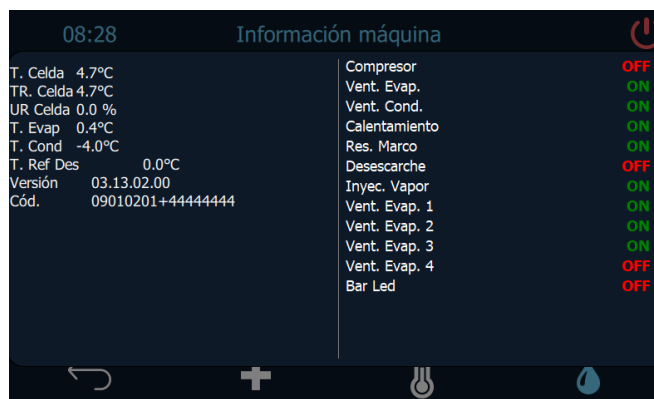 08:28 Información máquina
T. Celda 4.7°C
TR. Celda 4.7°C
UR Celda 0.0 %
T. Evap 0.4°C
T. Cond -4.0°C
T. Ref Des 0.0°C
Versión 03.13.02.00
Cód. 09010201+44444444
Compresor OFF
Vent. Evap. ON
Vent. Cond. ON
Calentamiento ON
Res. Marco ON
Desescarche OFF
Inyec. Vapor ON
Vent. Evap. 1 ON
Vent. Evap. 2 ON
Vent. Evap. 3 ON
Vent. Evap. 4 OFF
Bar Led OFF